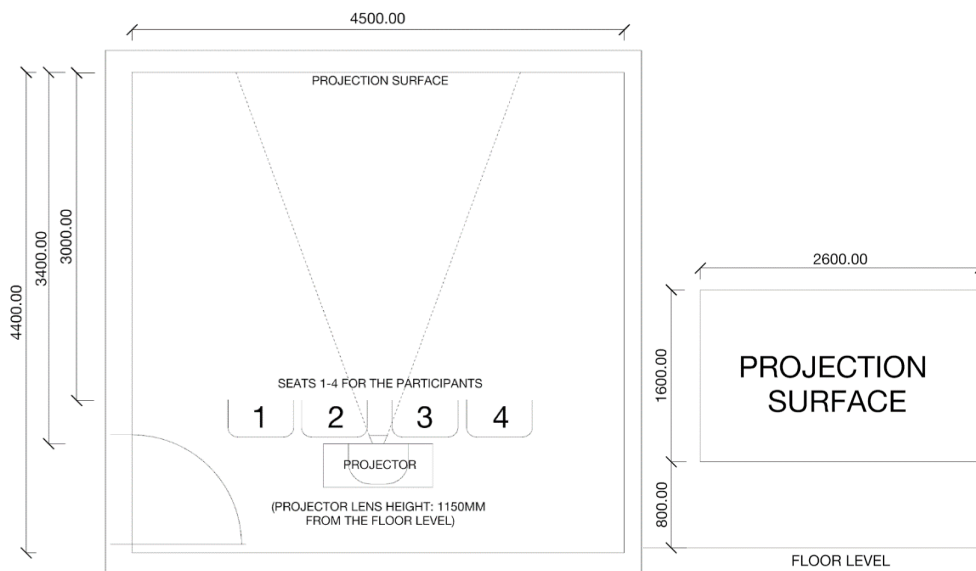 4500.00
PROJECTION SURFACE
4400.00
3400.00
3000.00
SEATS 1-4 FOR THE PARTICIPANTS
1 2 3 4
PROJECTOR
(PROJECTOR LENS HEIGHT: 1150MM
FROM THE FLOOR LEVEL)
2600.00
1600.00
PROJECTION
SURFACE
800.00
FLOOR LEVEL